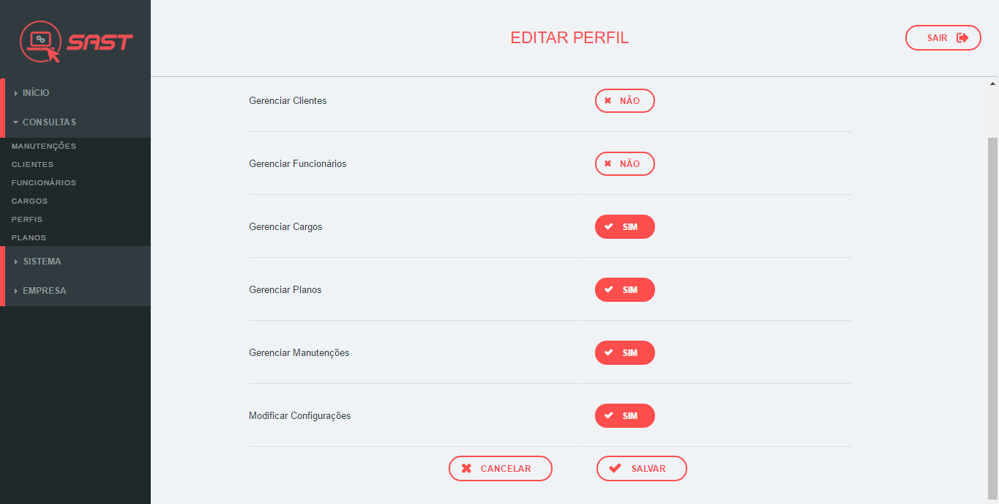 SAST
EDITAR PERFIL
SAIR
INÍCIO
CONSULTAS
MANUTENÇÕES
CLIENTES
FUNCIONÁRIOS
CARGOS
PERFIS
PLANOS
SISTEMA
EMPRESA
Gerenciar Clientes NÃO
Gerenciar Funcionários NÃO
Gerenciar Cargos SIM
Gerenciar Planos SIM
Gerenciar Manutenções SIM
Modificar Configurações SIM
CANCELAR SALVAR